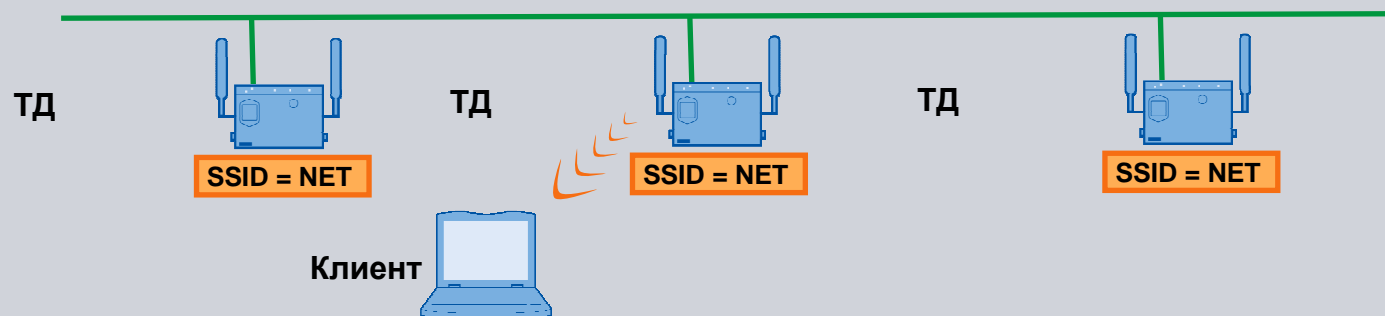 ТД
ТД
ТД
SSID = NET
SSID = NET
SSID = NET
Клиент